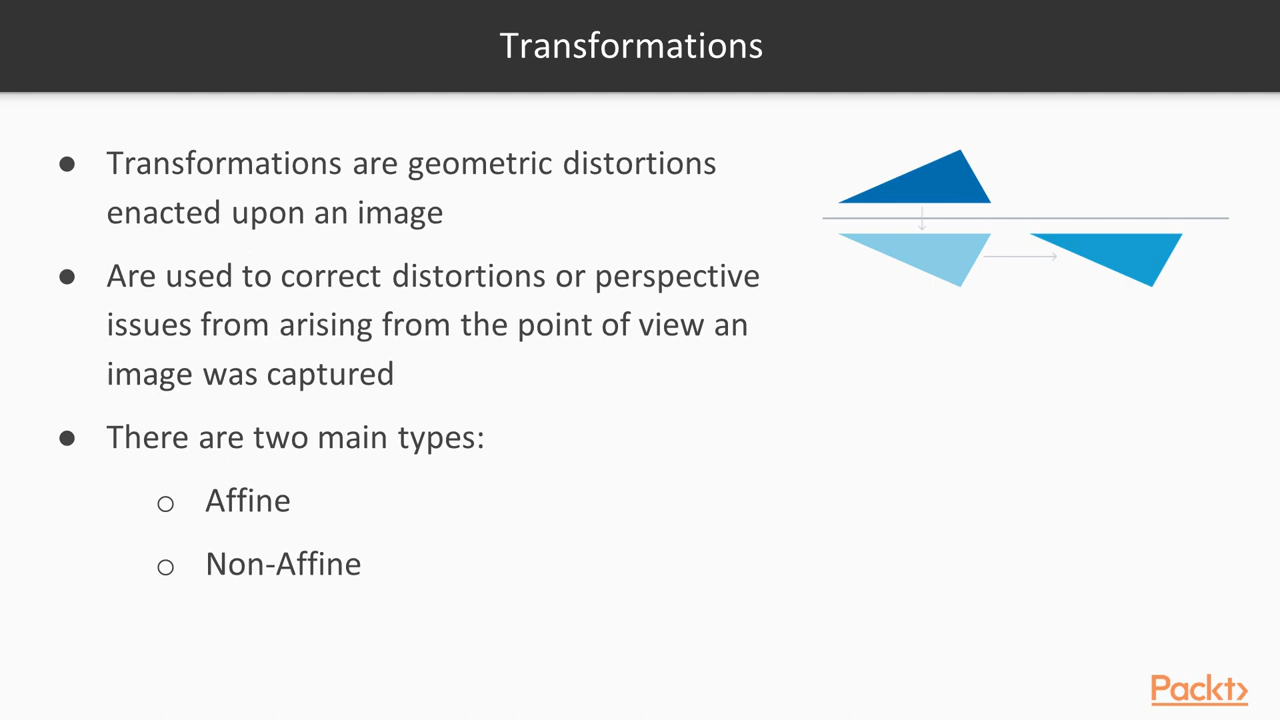 Transformations
● Transformations are geometric distortions
enacted upon an image
● Are used to correct distortions or perspective
issues from arising from the point of view an
image was captured
● There are two main types:
o Affine
o Non-Affine
Packt>